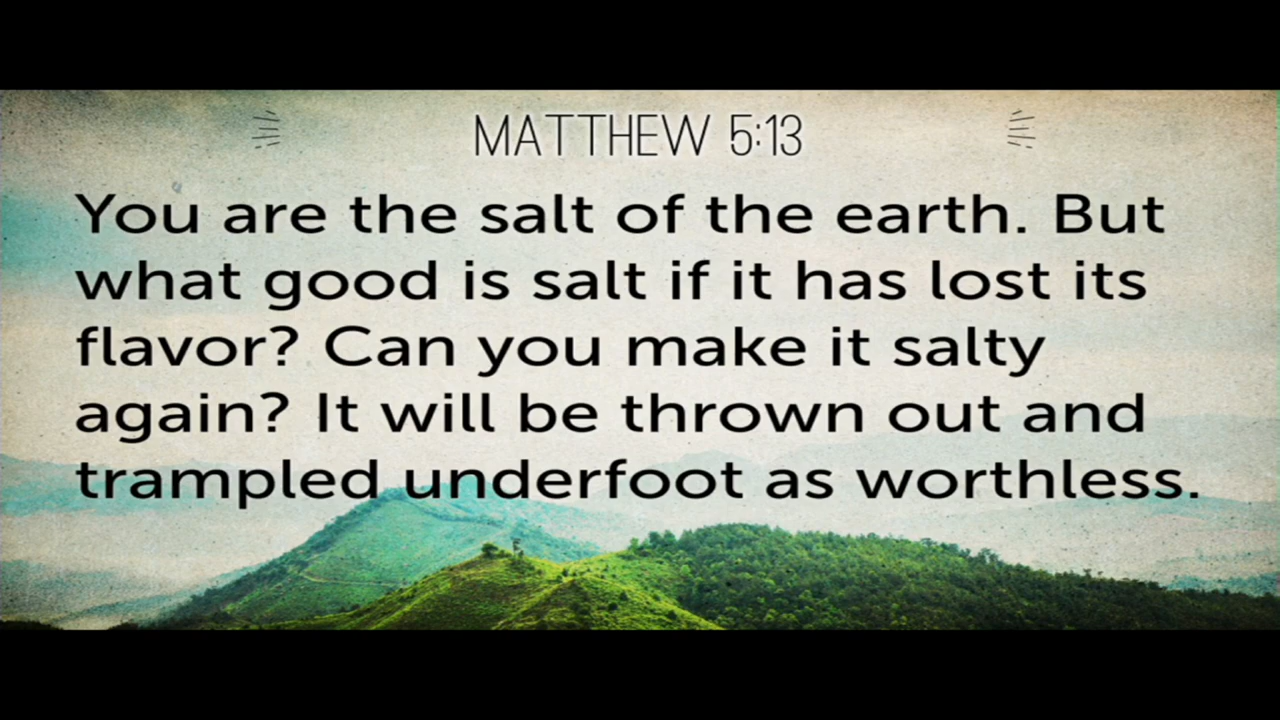 MATTHEW 5:13
You are the salt of the earth. But
what good is salt if it has lost its
flavor? Can you make it salty
again? It will be thrown out and
trampled underfoot as worthless.